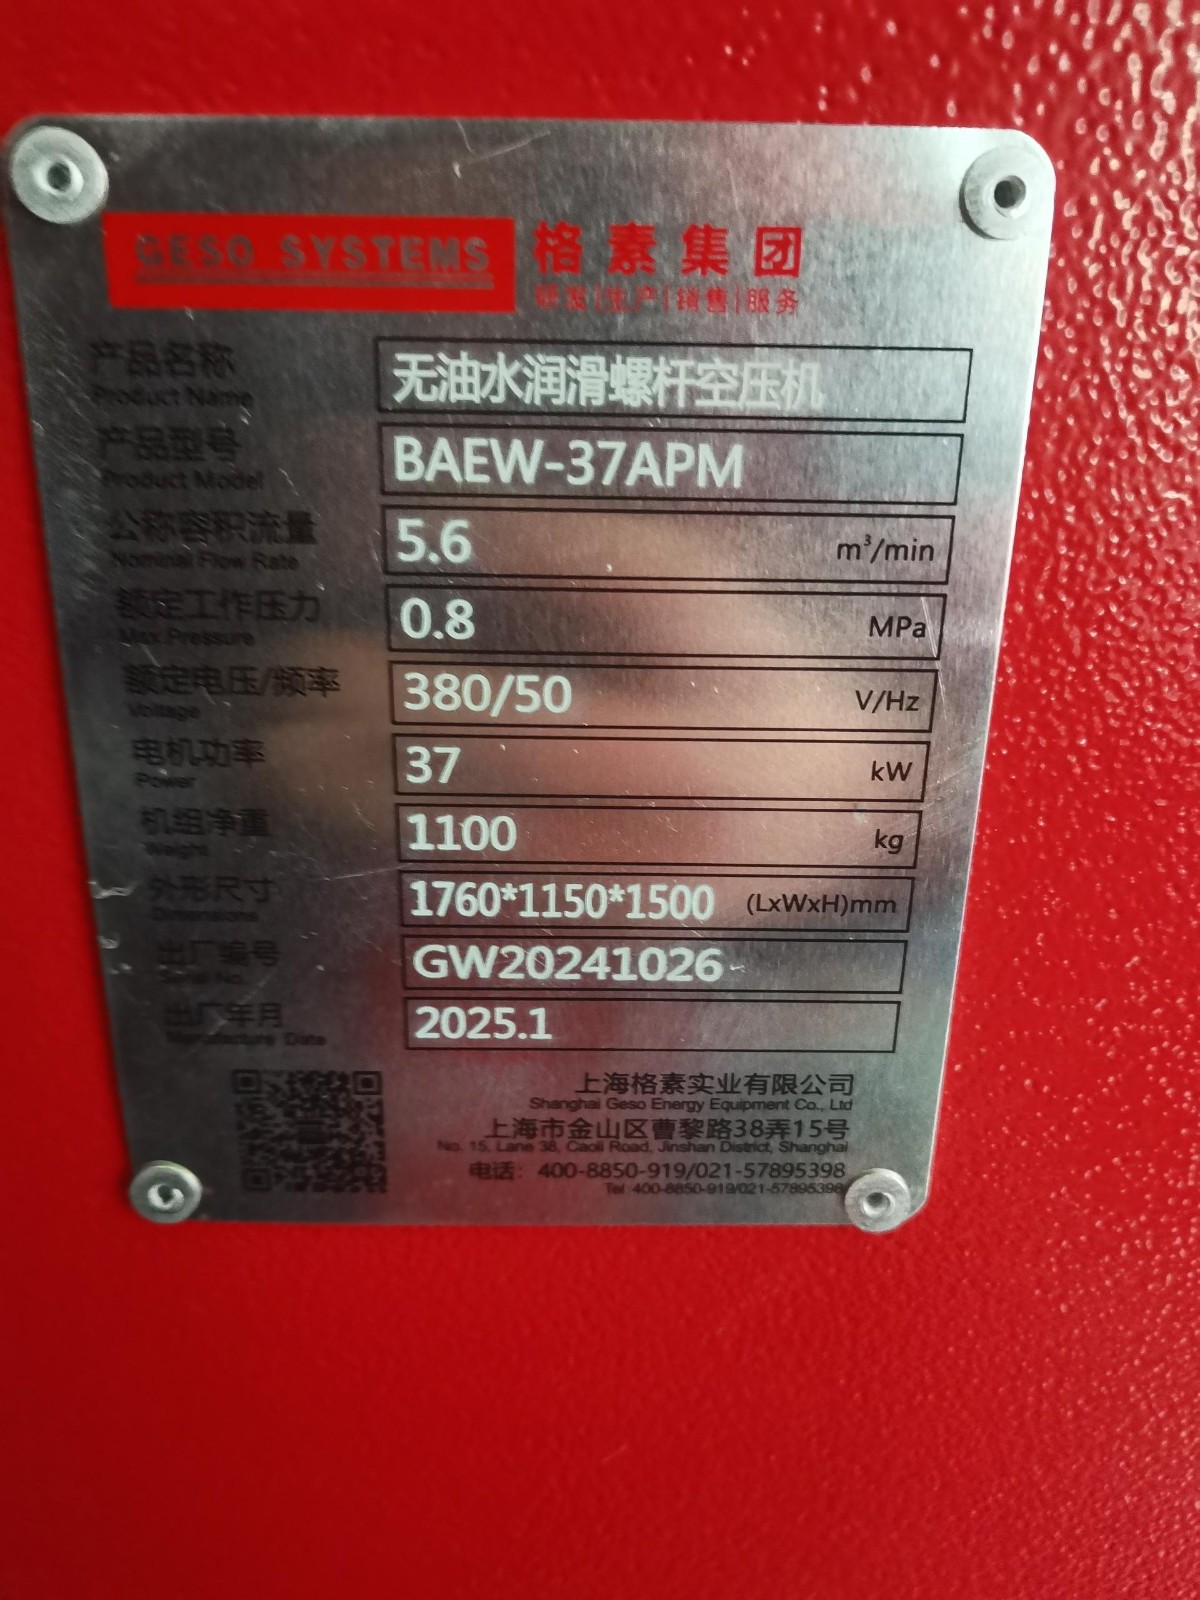 GESO SYSTEMS 格素集团
研发|生产|销售|服务
产品名称 无油水润滑螺杆空压机
Product Name
产品型号 BAEW-37APM
Product Model
公称容积流量 5.6 m³/min
Nominal Flow Rate
额定工作压力 0.8 MPa
Max Pressure
额定电压/频率 380/50 V/Hz
Voltage
电机功率 37 kW
Power
机组净重 1100 kg
Weight
外形尺寸 1760*1150*1500 (LxWxH)mm
Dimensions
出厂编号 GW20241026
Serial No.
出厂年月 2025.1
Manufacture Date
上海格素实业有限公司
Shanghai Geso Energy Equipment Co., Ltd
上海市金山区曹黎路38弄15号
No. 15, Lane 38, Caoli Road, Jinshan District, Shanghai
电话：400-8850-919/021-57895398
Tel: 400-8850-919/021-57895398